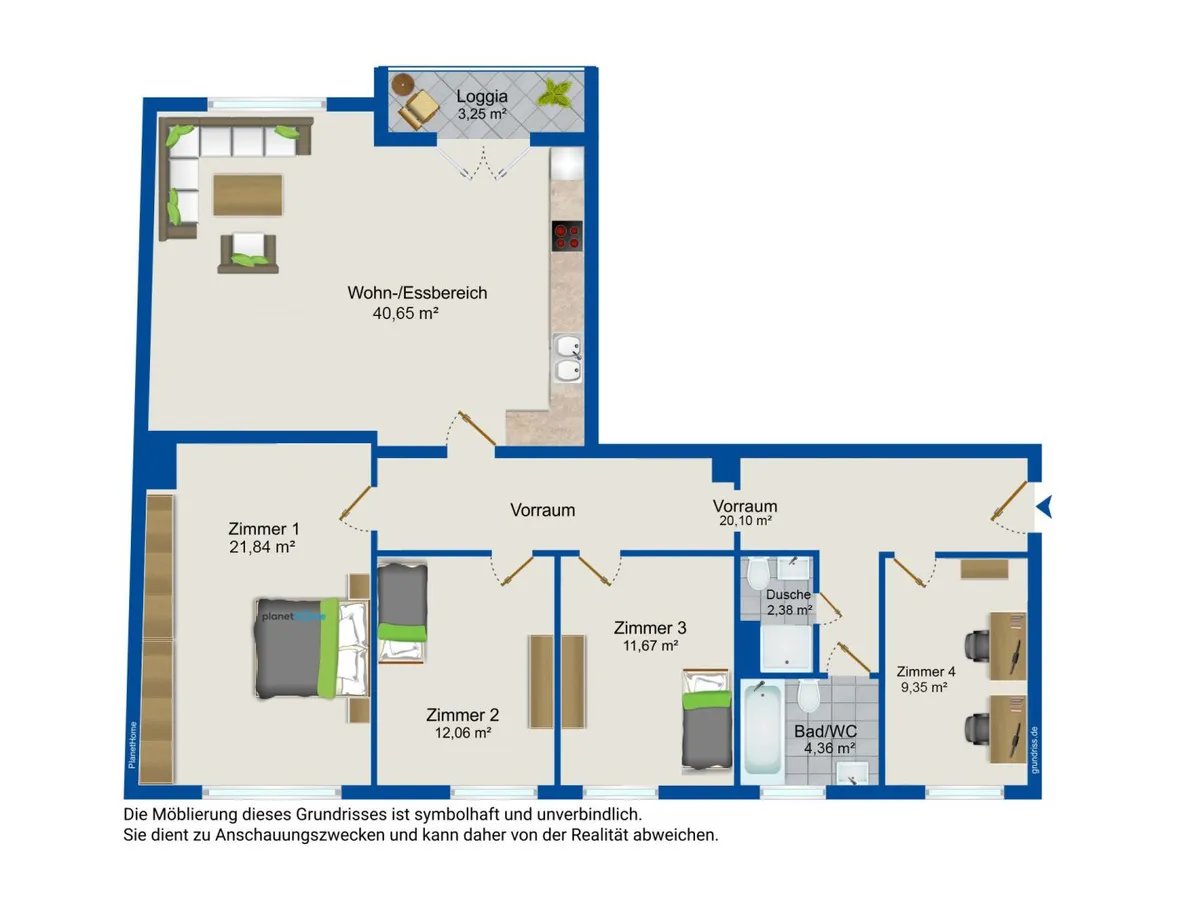 Loggia
3,25 m²
Wohn-/Essbereich
40,65 m²
Zimmer 1
21,84 m²
Vorraum
Vorraum
20,10 m²
Dusche
2,38 m²
Zimmer 3
11,67 m²
Zimmer 4
9,35 m²
Zimmer 2
12,06 m²
Bad/WC
4,36 m²
planethome
PlanetHome
grundriss.de
Die Möblierung dieses Grundrisses ist symbolhaft und unverbindlich.
Sie dient zu Anschauungszwecken und kann daher von der Realität abweichen.